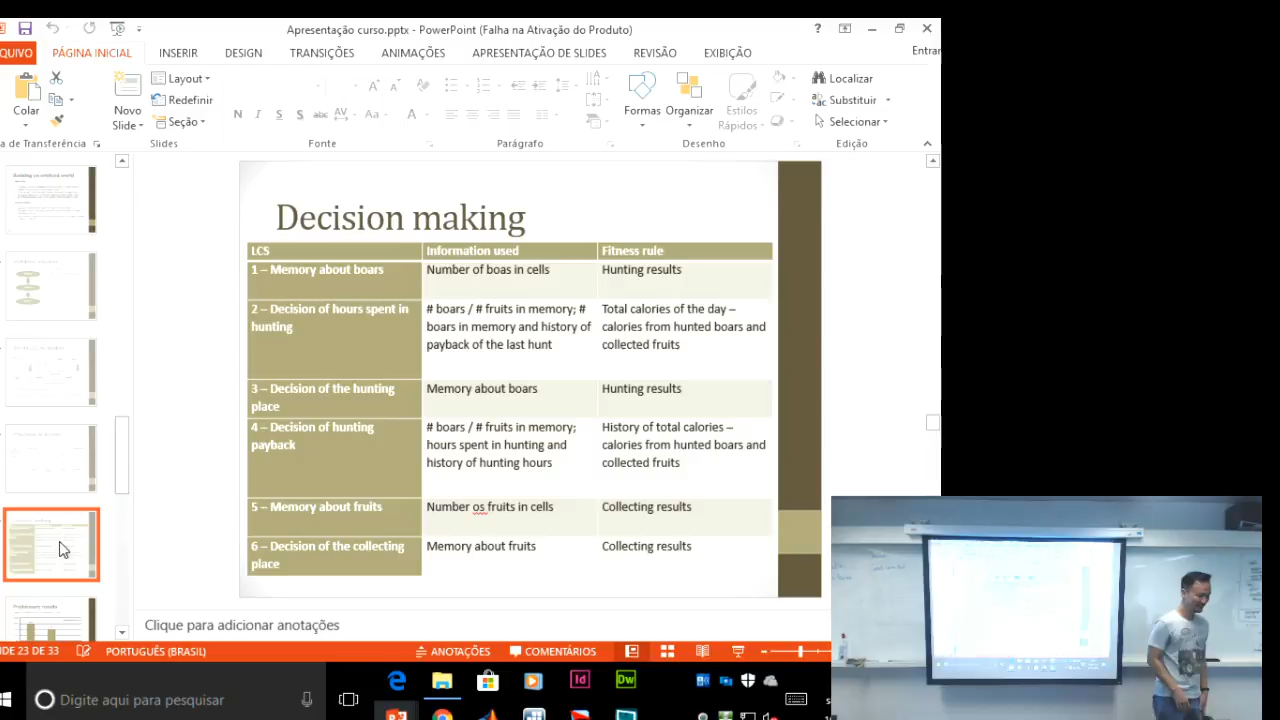 Apresentação curso.pptx - PowerPoint (Falha na Ativação do Produto)
QUIVO PÁGINA INICIAL INSERIR DESIGN TRANSIÇÕES ANIMAÇÕES APRESENTAÇÃO DE SLIDES REVISÃO EXIBIÇÃO Entrar
Colar
Novo
Slide
Layout
Redefinir
Seção
Formas
Organizar
Estilos
Rápidos
Localizar
Substituir
Selecionar
a de Transferência Slides Fonte Parágrafo Desenho Edição
Decision making
LCS Information used Fitness rule
1 – Memory about boars Number of boas in cells Hunting results
2 – Decision of hours spent in # boars / # fruits in memory; # Total calories of the day –
hunting boars in memory and history of calories from hunted boars and
payback of the last hunt collected fruits
3 – Decision of the hunting Memory about boars Hunting results
place
4 – Decision of hunting # boars / # fruits in memory; History of total calories –
payback hours spent in hunting and calories from hunted boars and
history of hunting hours collected fruits
5 – Memory about fruits Number os fruits in cells Collecting results
6 – Decision of the collecting Memory about fruits Collecting results
place
Preliminary results
Clique para adicionar anotações
IDE 23 DE 33 PORTUGUÊS (BRASIL) ANOTAÇÕES COMENTÁRIOS
Digite aqui para pesquisar
Id
Dw